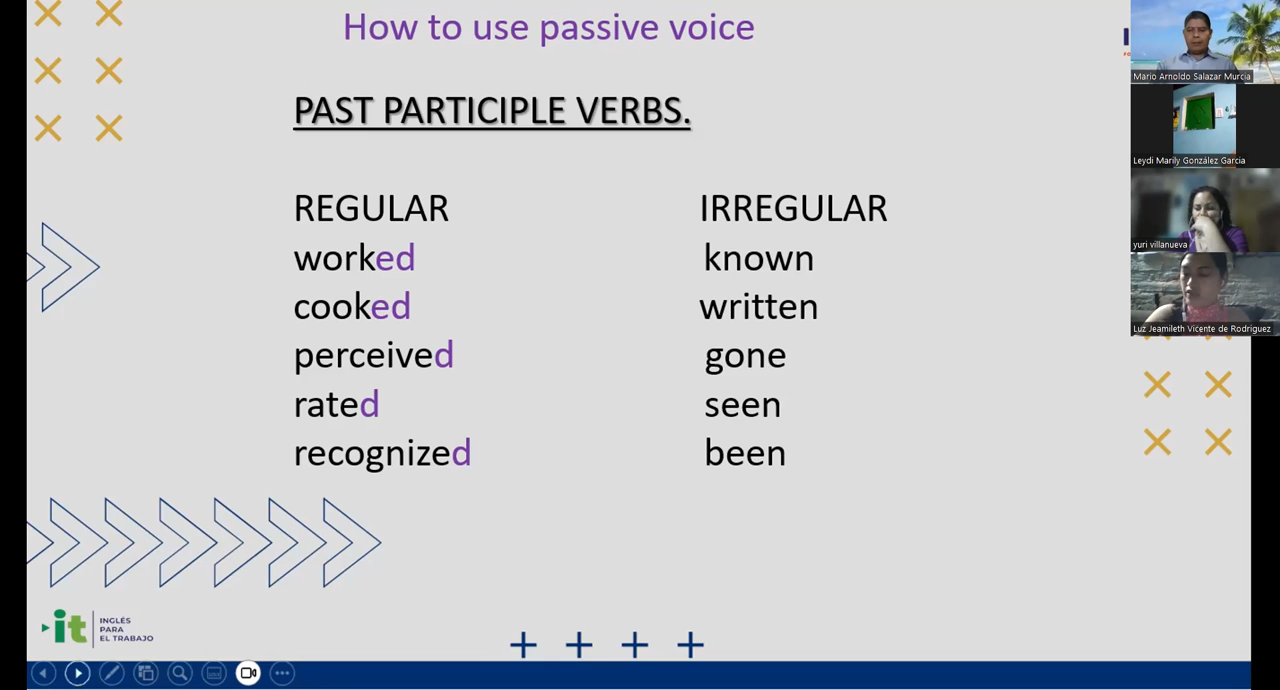 How to use passive voice
PAST PARTICIPLE VERBS.
REGULAR
worked
cooked
perceived
rated
recognized
IRREGULAR
known
written
gone
seen
been
Mario Arnoldo Salazar Murcia
Leydi Marily González Garcia
yuri villanueva
Luz Jeamileth Vicente de Rodriguez
it
INGLÉS
PARA
EL TRABAJO